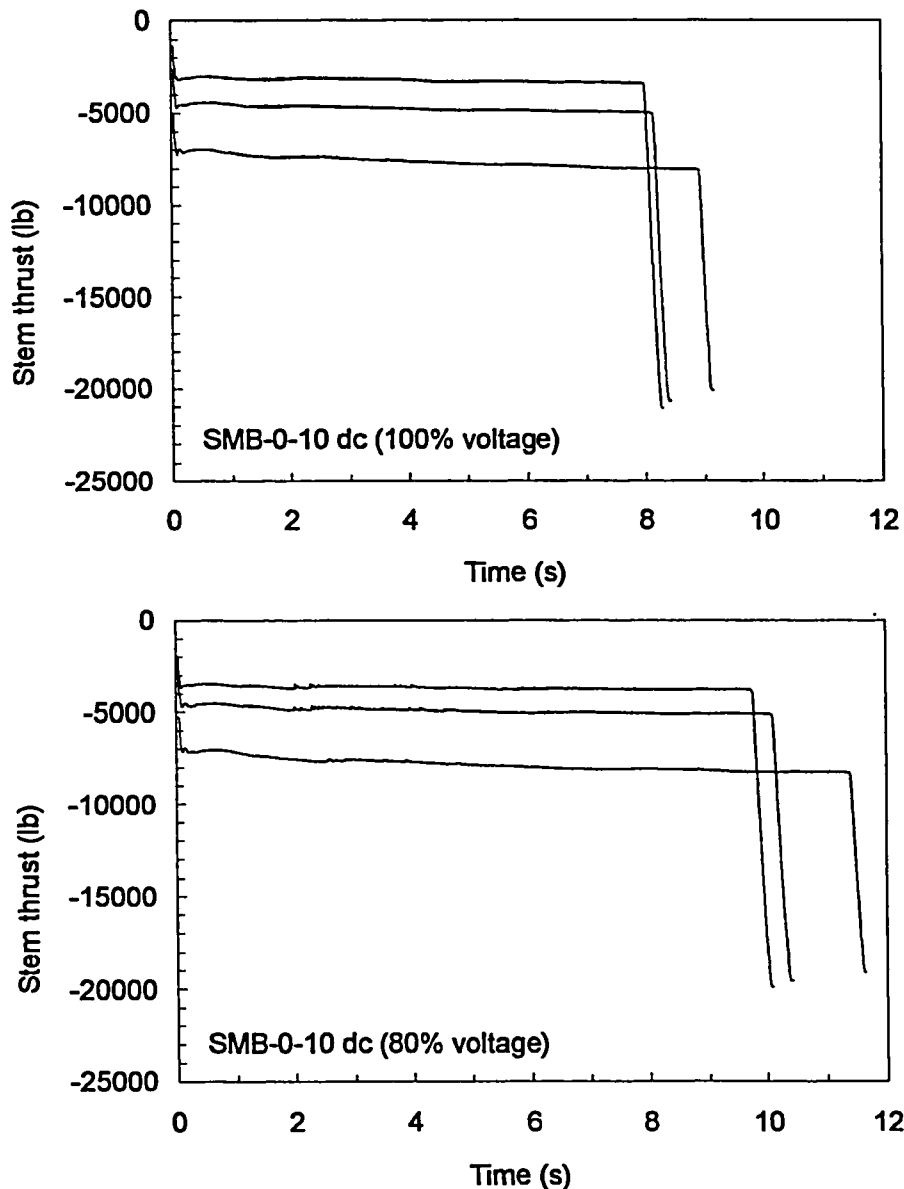 0
-5000
-10000
-15000
-20000
-25000
Stem thrust (lb)
SMB-0-10 dc (100% voltage)
0 2 4 6 8 10 12
Time (s)
0
-5000
-10000
-15000
-20000
-25000
Stem thrust (lb)
SMB-0-10 dc (80% voltage)
0 2 4 6 8 10 12
Time (s)